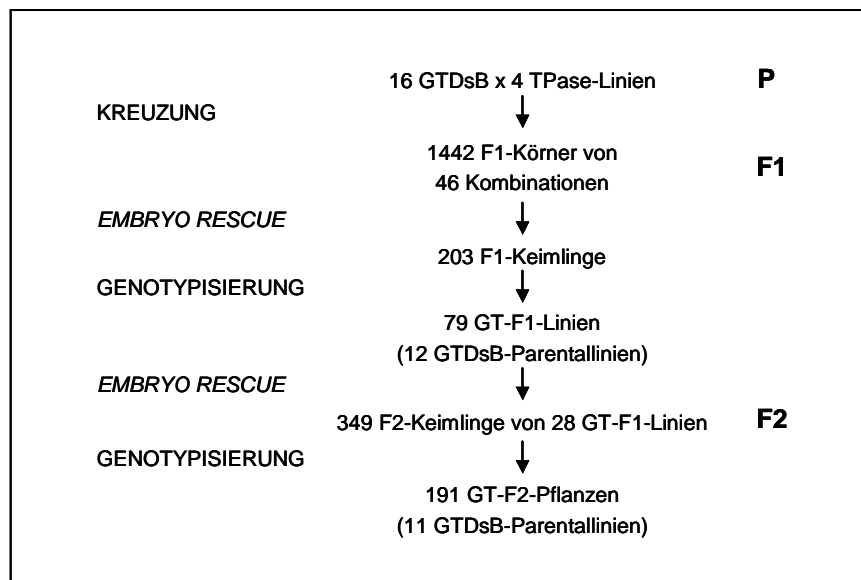 16 GTDsB x 4 TPase-Linien
P
KREUZUNG
1442 F1-Körner von
46 Kombinationen
F1
EMBRYO RESCUE
203 F1-Keimlinge
GENOTYPISIERUNG
79 GT-F1-Linien
(12 GTDsB-Parentallinien)
EMBRYO RESCUE
349 F2-Keimlinge von 28 GT-F1-Linien
F2
GENOTYPISIERUNG
191 GT-F2-Pflanzen
(11 GTDsB-Parentallinien)